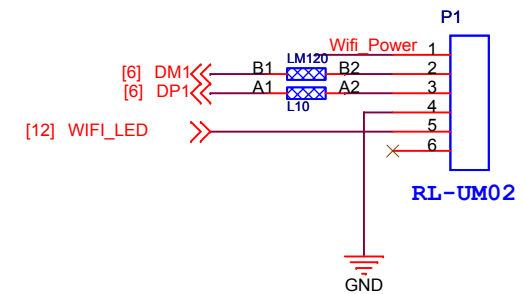 P1
Wifi_Power 1
[6] DM1 B1 LM120 B2 2
[6] DP1 A1 L10 A2 3
4
[12] WIFI_LED 5
6
RL-UM02
GND